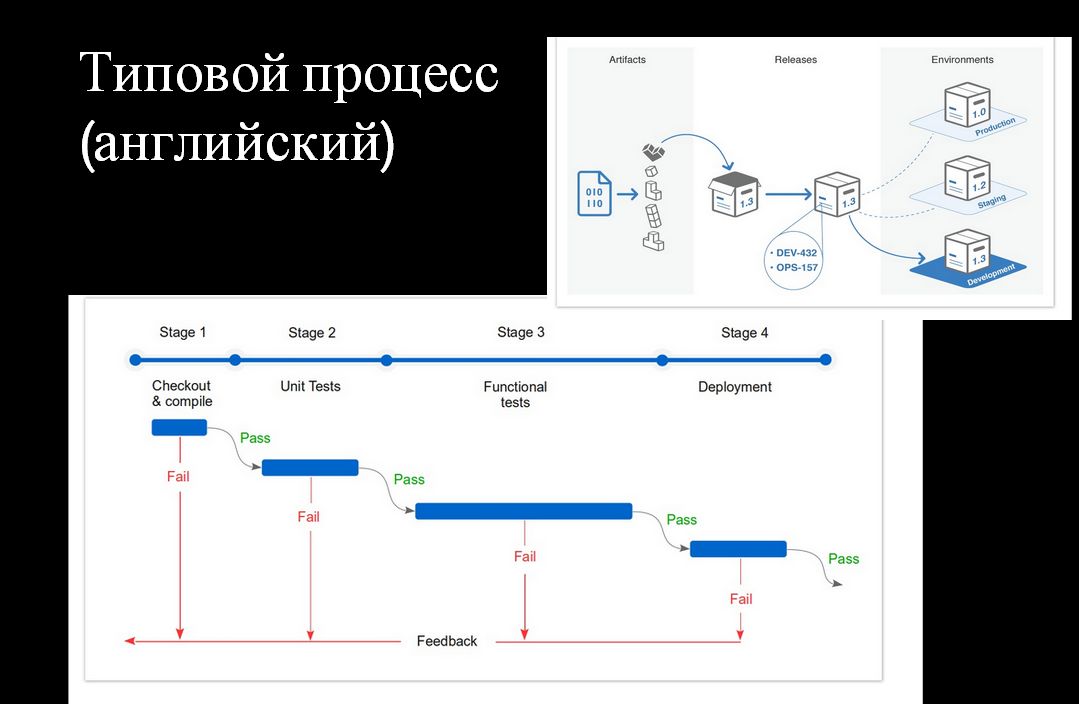 Типовой процесс
(английский)
Artifacts
Releases
Environments
010
110
1.3
1.3
• DEV-432
• OPS-157
1.0
Production
1.2
Staging
1.3
Development
Stage 1
Stage 2
Stage 3
Stage 4
Checkout
& compile
Unit Tests
Functional
tests
Deployment
Pass
Fail
Pass
Fail
Pass
Fail
Pass
Fail
Feedback